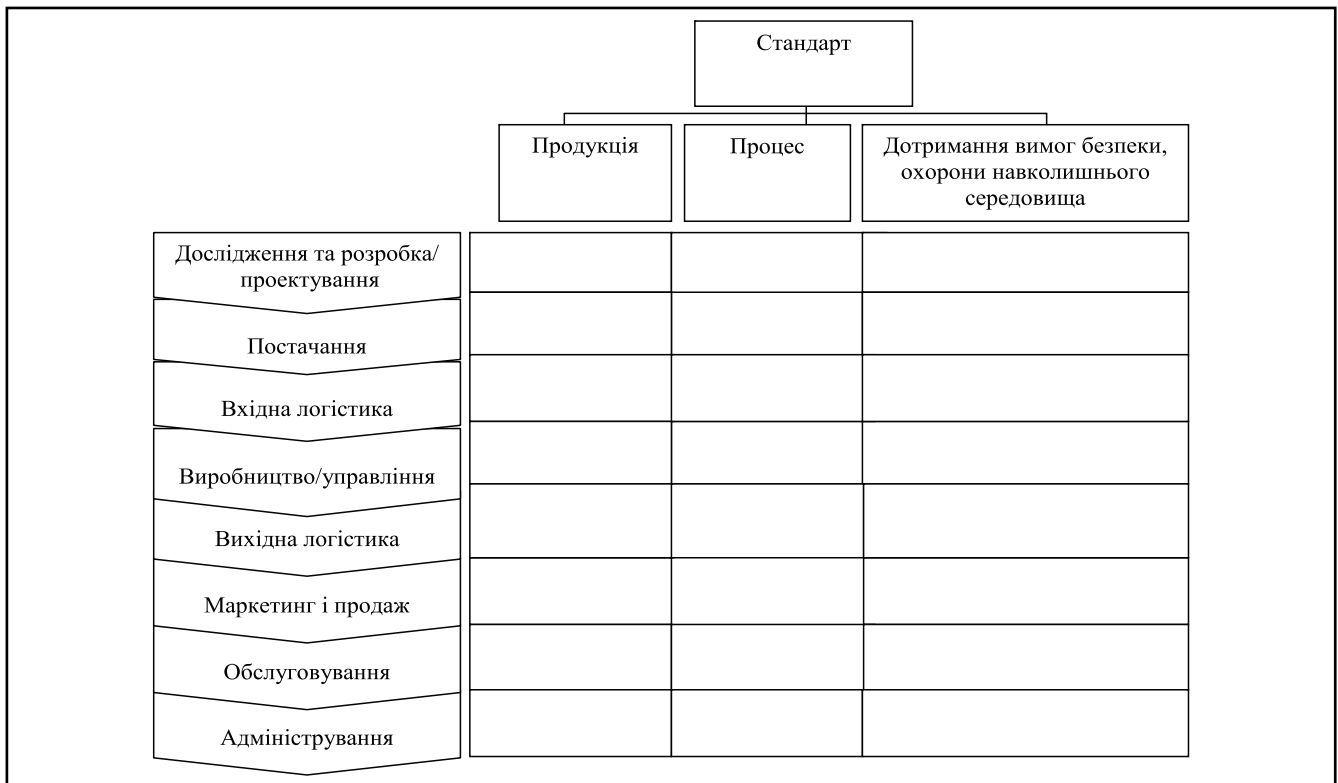 Стандарт
Продукція
Процес
Дотримання вимог безпеки,
охорони навколишнього
середовища
Дослідження та розробка/
проектування
Постачання
Вхідна логістика
Виробництво/управління
Вихідна логістика
Маркетинг і продаж
Обслуговування
Адміністрування